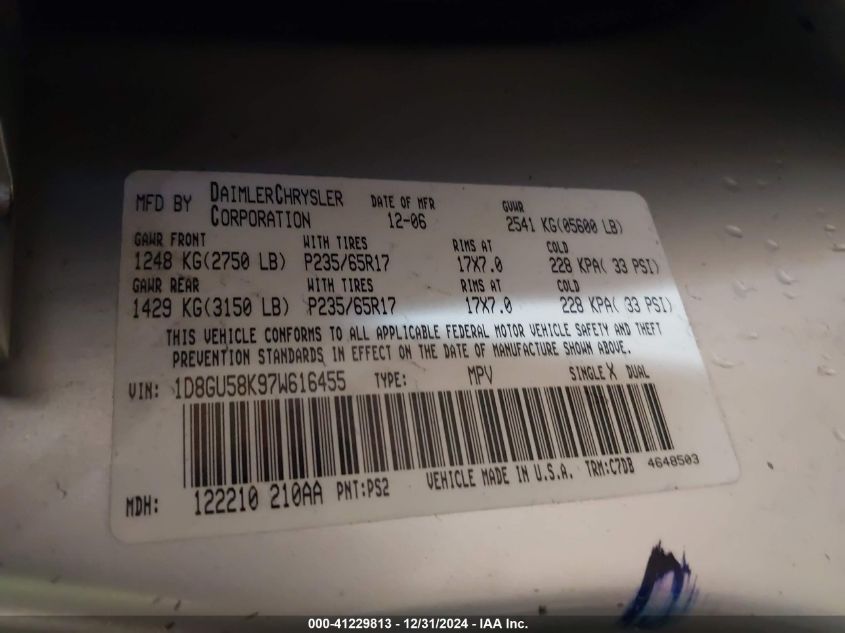 MFD BY DAIMLERCHRYSLER CORPORATION DATE OF MFR 12-06 GVWR 2541 KG(05600 LB)
GAWR FRONT WITH TIRES RIMS AT COLD
1248 KG(2750 LB) P235/65R17 17X7.0 228 KPA( 33 PSI)
GAWR REAR WITH TIRES RIMS AT COLD
1429 KG(3150 LB) P235/65R17 17X7.0 228 KPA( 33 PSI)
THIS VEHICLE CONFORMS TO ALL APPLICABLE FEDERAL MOTOR VEHICLE SAFETY AND THEFT
PREVENTION STANDARDS IN EFFECT ON THE DATE OF MANUFACTURE SHOWN ABOVE.
VIN: 1D8GU58K97W616455 TYPE: MPV SINGLE X DUAL
MDH: 122210 210AA PNT:PS2 VEHICLE MADE IN U.S.A. TRM:C7DB 4648503
000-41229813 - 12/31/2024 - IAA Inc.